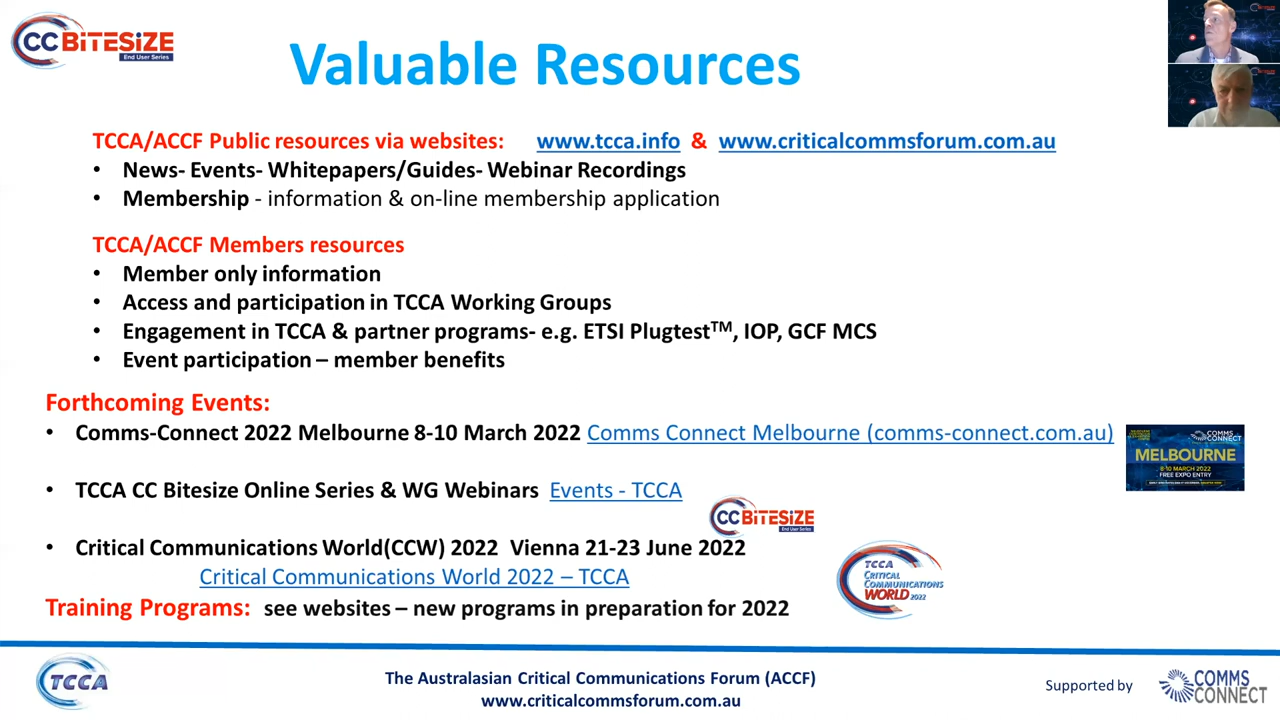 CC BiTESiZE
End User Series
Valuable Resources
TCCA/ACCF Public resources via websites: www.tcca.info & www.criticalcommsforum.com.au
• News- Events- Whitepapers/Guides- Webinar Recordings
• Membership - information & on-line membership application
TCCA/ACCF Members resources
• Member only information
• Access and participation in TCCA Working Groups
• Engagement in TCCA & partner programs- e.g. ETSI Plugtest™, IOP, GCF MCS
• Event participation – member benefits
Forthcoming Events:
• Comms-Connect 2022 Melbourne 8-10 March 2022 Comms Connect Melbourne (comms-connect.com.au)
COMMS
CONNECT
MELBOURNE
8-10 MARCH 2022
FREE EXPO ENTRY
• TCCA CC Bitesize Online Series & WG Webinars Events - TCCA
CC BiTESiZE
End User Series
• Critical Communications World(CCW) 2022 Vienna 21-23 June 2022
Critical Communications World 2022 – TCCA
TCCA
CRITICAL
COMMUNICATIONS
WORLD 2022
Training Programs: see websites – new programs in preparation for 2022
TCCA
The Australasian Critical Communications Forum (ACCF)
www.criticalcommsforum.com.au
Supported by
COMMS
CONNECT